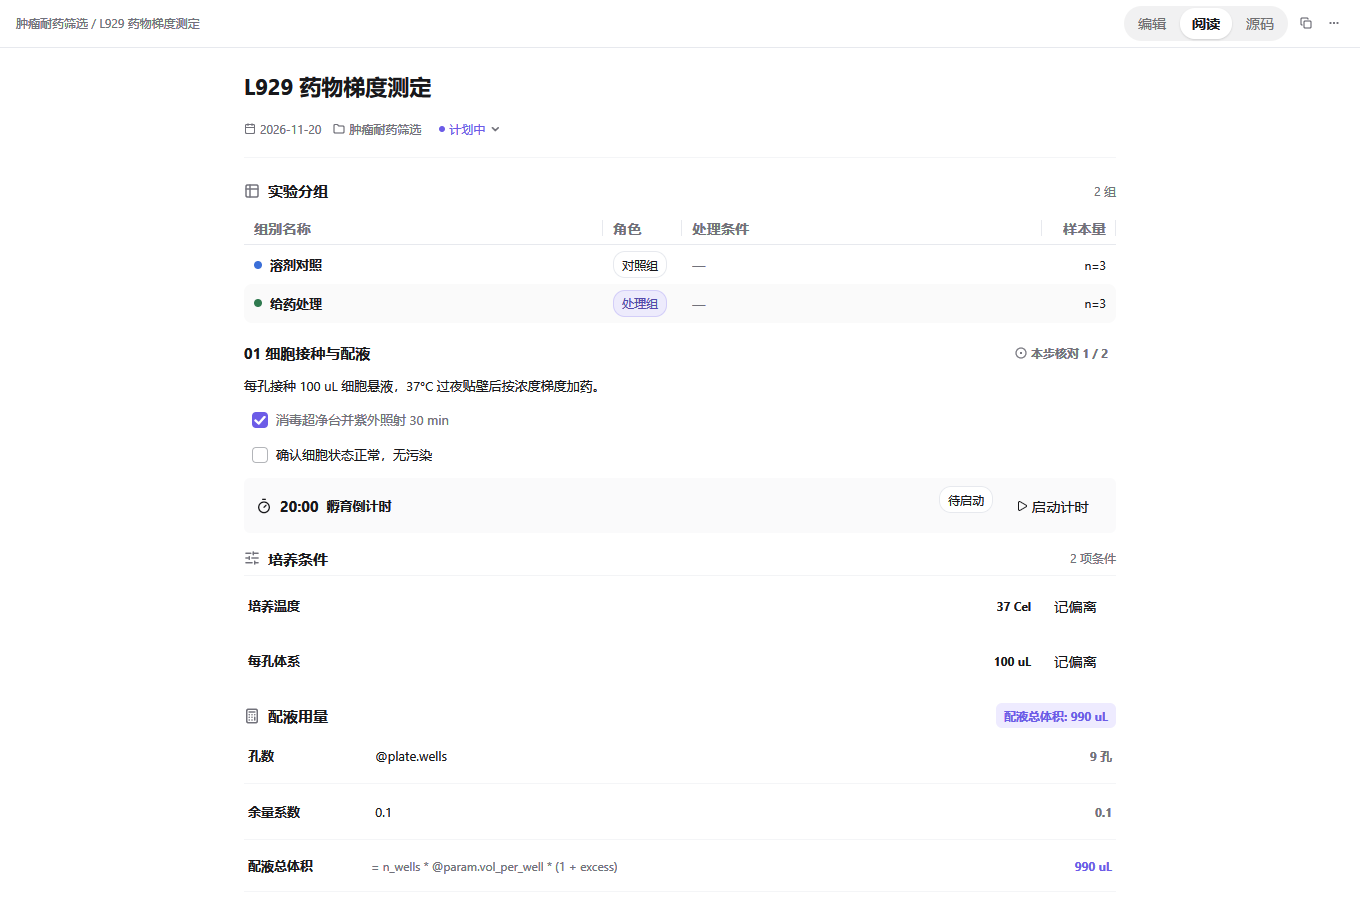 肿瘤耐药筛选 / L929 药物梯度测定
编辑 阅读 源码
L929 药物梯度测定
2026-11-20 肿瘤耐药筛选 计划中
实验分组 2 组
组别名称 角色 处理条件 样本量
溶剂对照 对照组 — n=3
给药处理 处理组 — n=3
01 细胞接种与配液 本步核对 1 / 2
每孔接种 100 uL 细胞悬液，37°C 过夜贴壁后按浓度梯度加药。
消毒超净台并紫外照射 30 min
确认细胞状态正常，无污染
20:00 孵育倒计时 待启动 启动计时
培养条件 2 项条件
培养温度 37 Cel 记偏离
每孔体系 100 uL 记偏离
配液用量 配液总体积: 990 uL
孔数 @plate.wells 9 孔
余量系数 0.1 0.1
配液总体积 = n_wells * @param.vol_per_well * (1 + excess) 990 uL